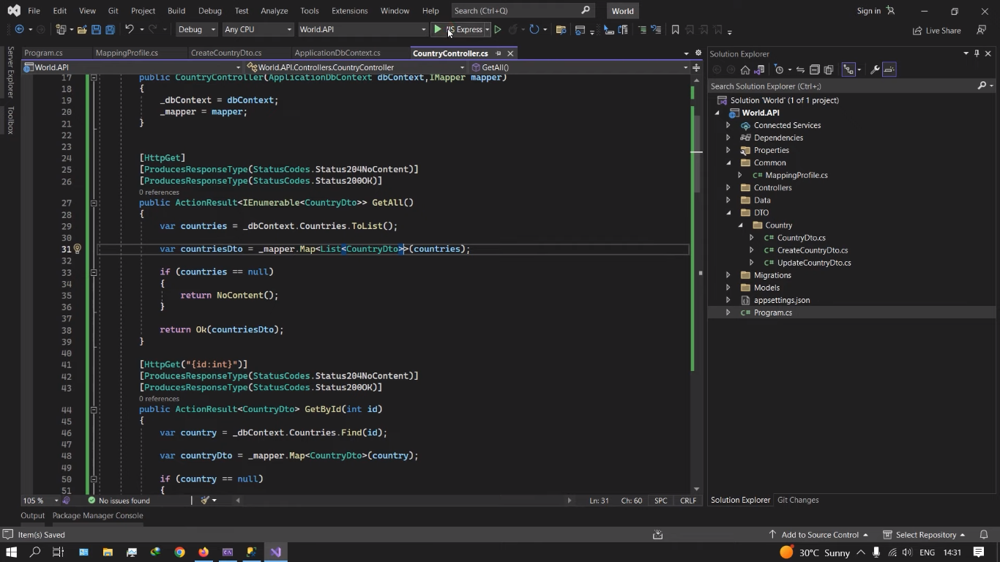 File Edit View Git Project Build Debug Test Analyze Tools Extensions Window Help Search (Ctrl+Q) World Sign in
Debug Any CPU World.API IIS Express Live Share
Server Explorer
Toolbox
Program.cs MappingProfile.cs CreateCountryDto.cs ApplicationDbContext.cs CountryController.cs
World.API World.API.Controllers.CountryController GetAll()
17 public CountryController(ApplicationDbContext dbContext,IMapper mapper)
18 {
19 _dbContext = dbContext;
20 _mapper = mapper;
21 }
22
23
24 [HttpGet]
25 [ProducesResponseType(StatusCodes.Status204NoContent)]
26 [ProducesResponseType(StatusCodes.Status200OK)]
0 references
27 public ActionResult<IEnumerable<CountryDto>> GetAll()
28 {
29 var countries = _dbContext.Countries.ToList();
30
31 var countriesDto = _mapper.Map<List<CountryDto>>(countries);
32
33 if (countries == null)
34 {
35 return NoContent();
36 }
37
38 return Ok(countriesDto);
39 }
40
41 [HttpGet("{id:int}")]
42 [ProducesResponseType(StatusCodes.Status204NoContent)]
43 [ProducesResponseType(StatusCodes.Status200OK)]
0 references
44 public ActionResult<CountryDto> GetById(int id)
45 {
46 var country = _dbContext.Countries.Find(id);
47
48 var countryDto = _mapper.Map<CountryDto>(country);
49
50 if (country == null)
51 {
105 % No issues found Ln: 31 Ch: 60 SPC CRLF
Output Package Manager Console
Solution Explorer
Search Solution Explorer (Ctrl+;)
Solution 'World' (1 of 1 project)
World.API
Connected Services
Dependencies
Properties
Common
MappingProfile.cs
Controllers
Data
DTO
Country
CountryDto.cs
CreateCountryDto.cs
UpdateCountryDto.cs
Migrations
Models
appsettings.json
Program.cs
Solution Explorer Git Changes
Item(s) Saved Add to Source Control Select Repository
30°C Sunny ENG 14:31